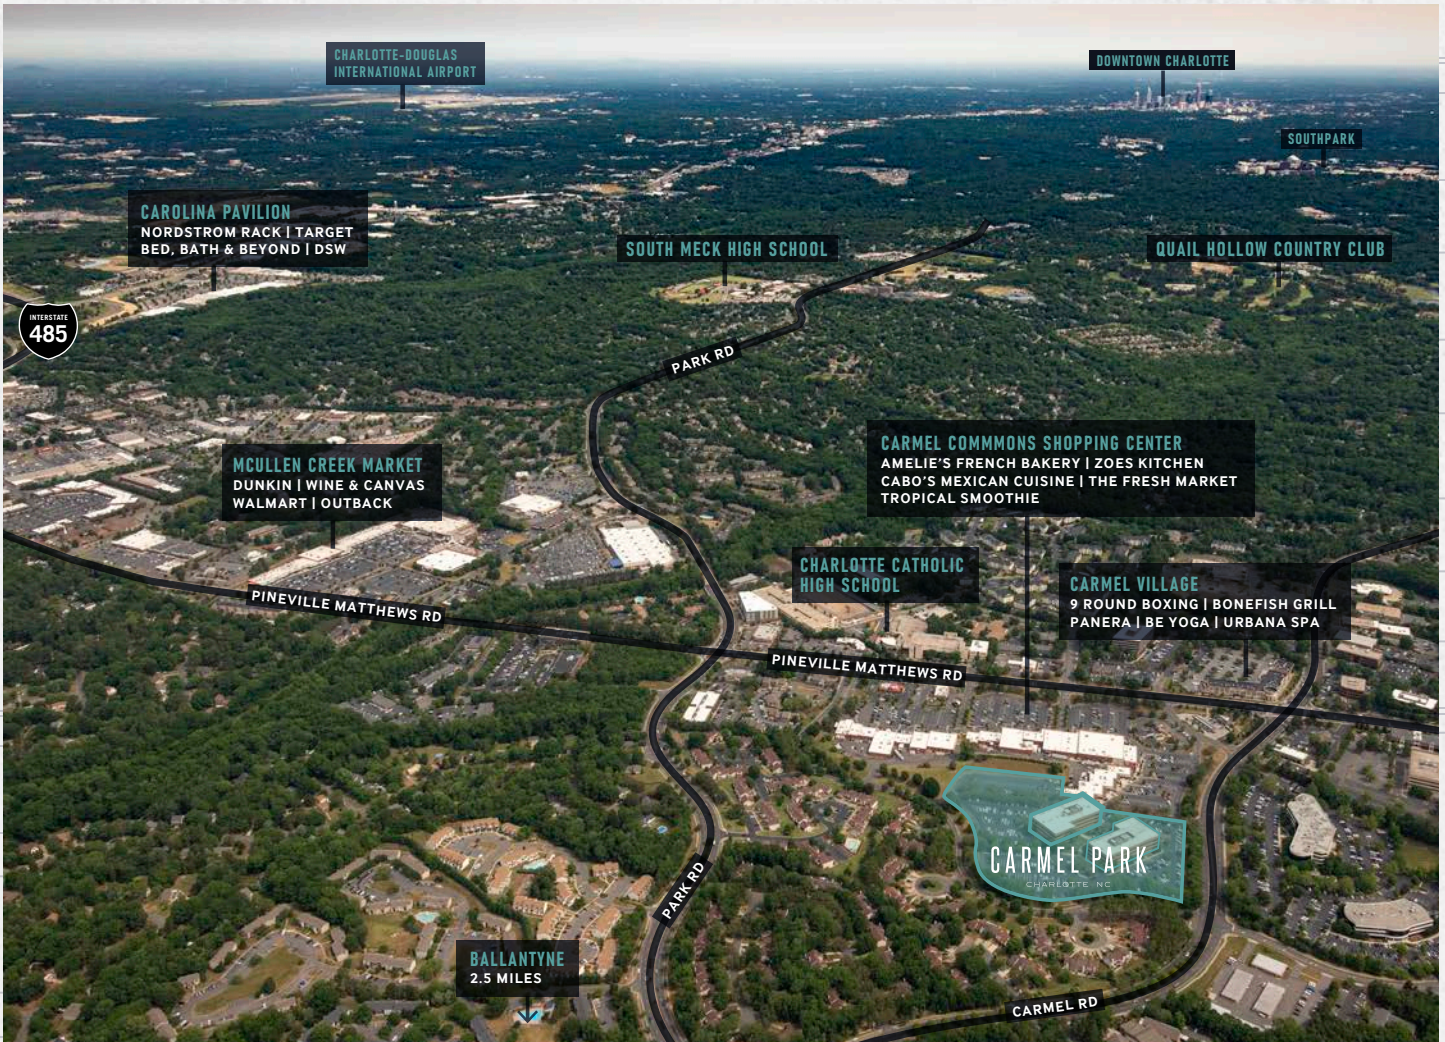 CHARLOTTE-DOUGLAS
INTERNATIONAL AIRPORT
DOWNTOWN CHARLOTTE
SOUTHPARK
CAROLINA PAVILION
NORDSTROM RACK | TARGET
BED, BATH & BEYOND | DSW
SOUTH MECK HIGH SCHOOL
QUAIL HOLLOW COUNTRY CLUB
INTERSTATE
485
PARK RD
CARMEL COMMMONS SHOPPING CENTER
AMELIE'S FRENCH BAKERY | ZOES KITCHEN
CABO'S MEXICAN CUISINE | THE FRESH MARKET
TROPICAL SMOOTHIE
MCULLEN CREEK MARKET
DUNKIN | WINE & CANVAS
WALMART | OUTBACK
CHARLOTTE CATHOLIC
HIGH SCHOOL
CARMEL VILLAGE
9 ROUND BOXING | BONEFISH GRILL
PANERA | BE YOGA | URBANA SPA
PINEVILLE MATTHEWS RD
PINEVILLE MATTHEWS RD
CARMEL PARK
CHARLOTTE NC
PARK RD
BALLANTYNE
2.5 MILES
CARMEL RD